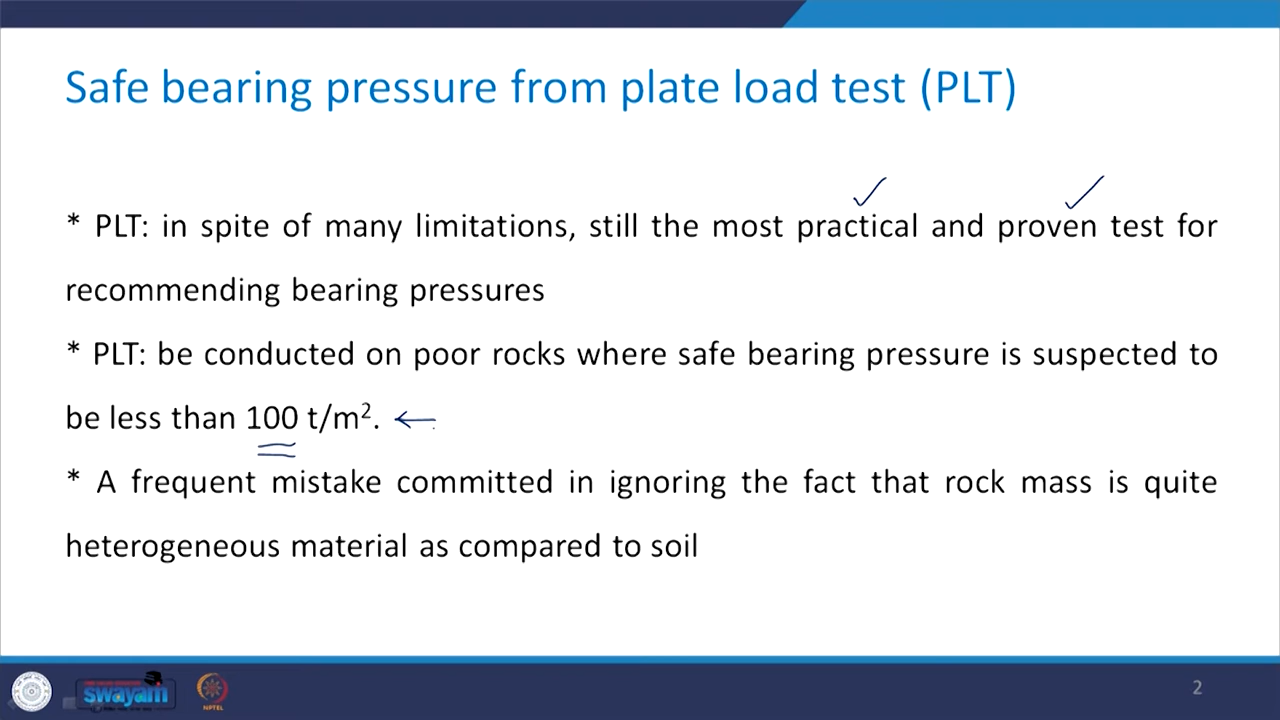 Safe bearing pressure from plate load test (PLT)
* PLT: in spite of many limitations, still the most practical and proven test for
recommending bearing pressures
* PLT: be conducted on poor rocks where safe bearing pressure is suspected to
be less than 100 t/m².
* A frequent mistake committed in ignoring the fact that rock mass is quite
heterogeneous material as compared to soil
swayam
NPTEL
2